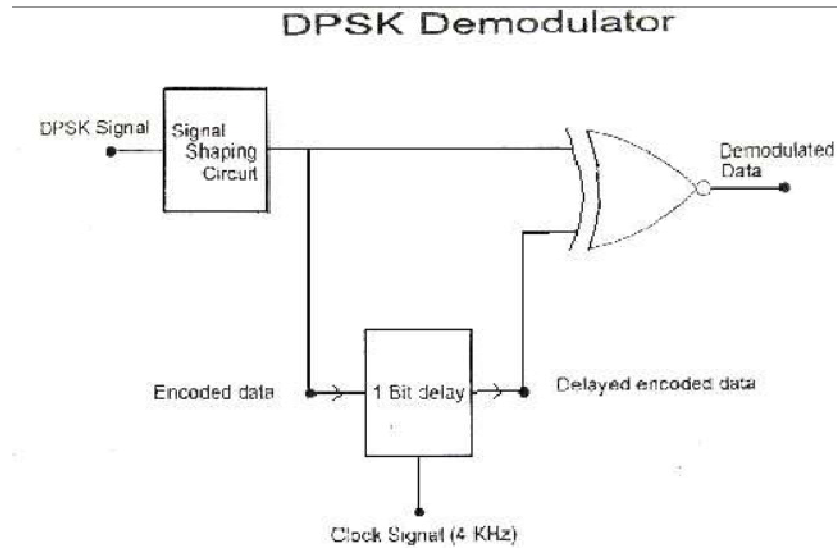 DPSK Demodulator
DPSK Signal
Signal
Shaping
Circuit
Demodulated
Data
Encoded data
1 Bit delay
Delayed encoded data
Clock Signal (4 KHz)